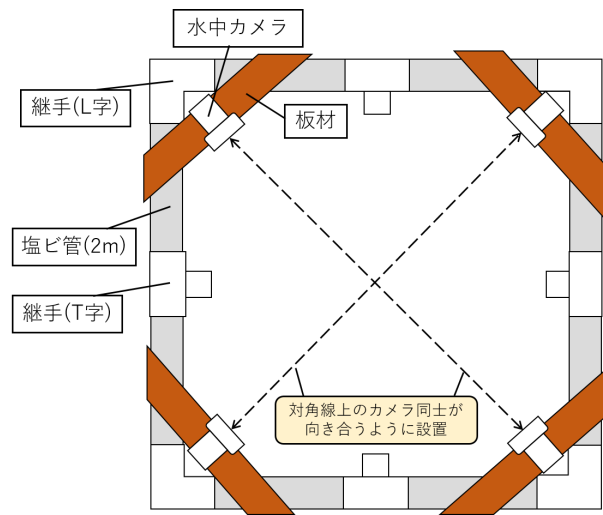 水中カメラ
継手(L字)
板材
塩ビ管(2m)
継手(T字)
対角線上のカメラ同士が
向き合うように設置